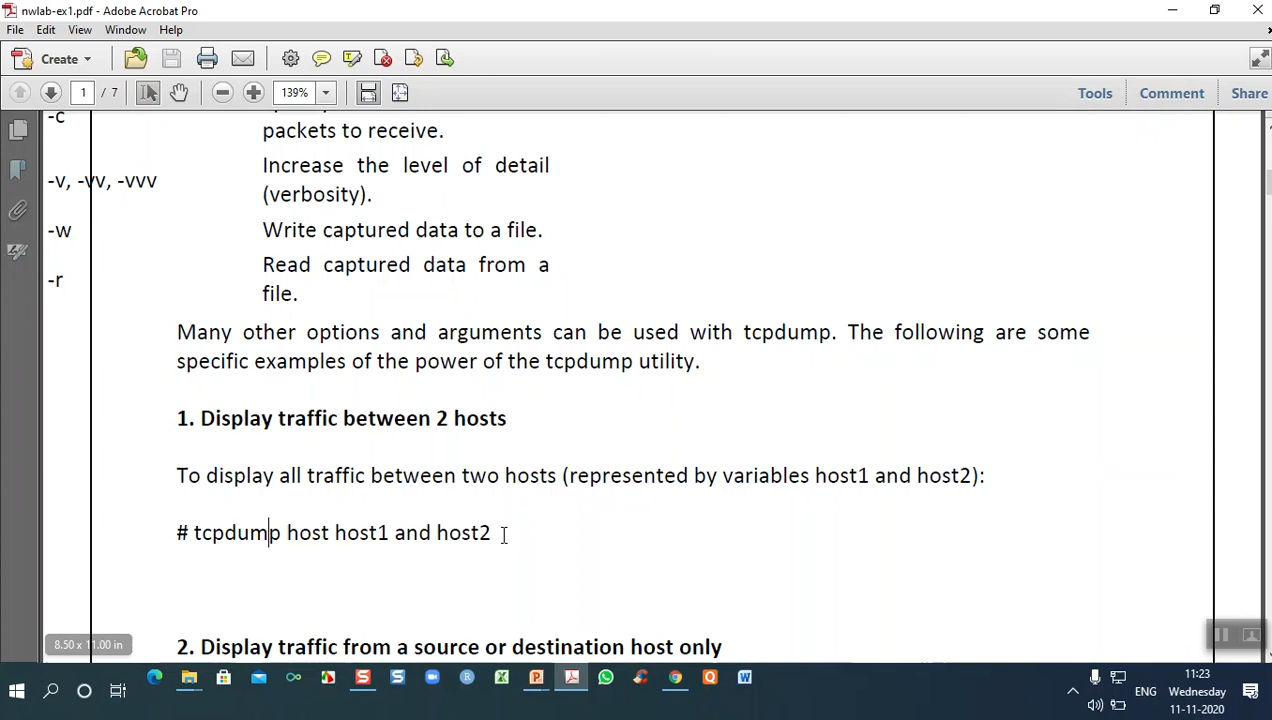 nwlab-ex1.pdf - Adobe Acrobat Pro
File Edit View Window Help
Create
1 / 7 139% Tools Comment Share
-c
packets to receive.
Increase the level of detail
-v, -vv, -vvv
(verbosity).
-w Write captured data to a file.
Read captured data from a
-r
file.
Many other options and arguments can be used with tcpdump. The following are some
specific examples of the power of the tcpdump utility.
1. Display traffic between 2 hosts
To display all traffic between two hosts (represented by variables host1 and host2):
# tcpdump host host1 and host2
8.50 x 11.00 in
2. Display traffic from a source or destination host only
11:23
ENG Wednesday
11-11-2020